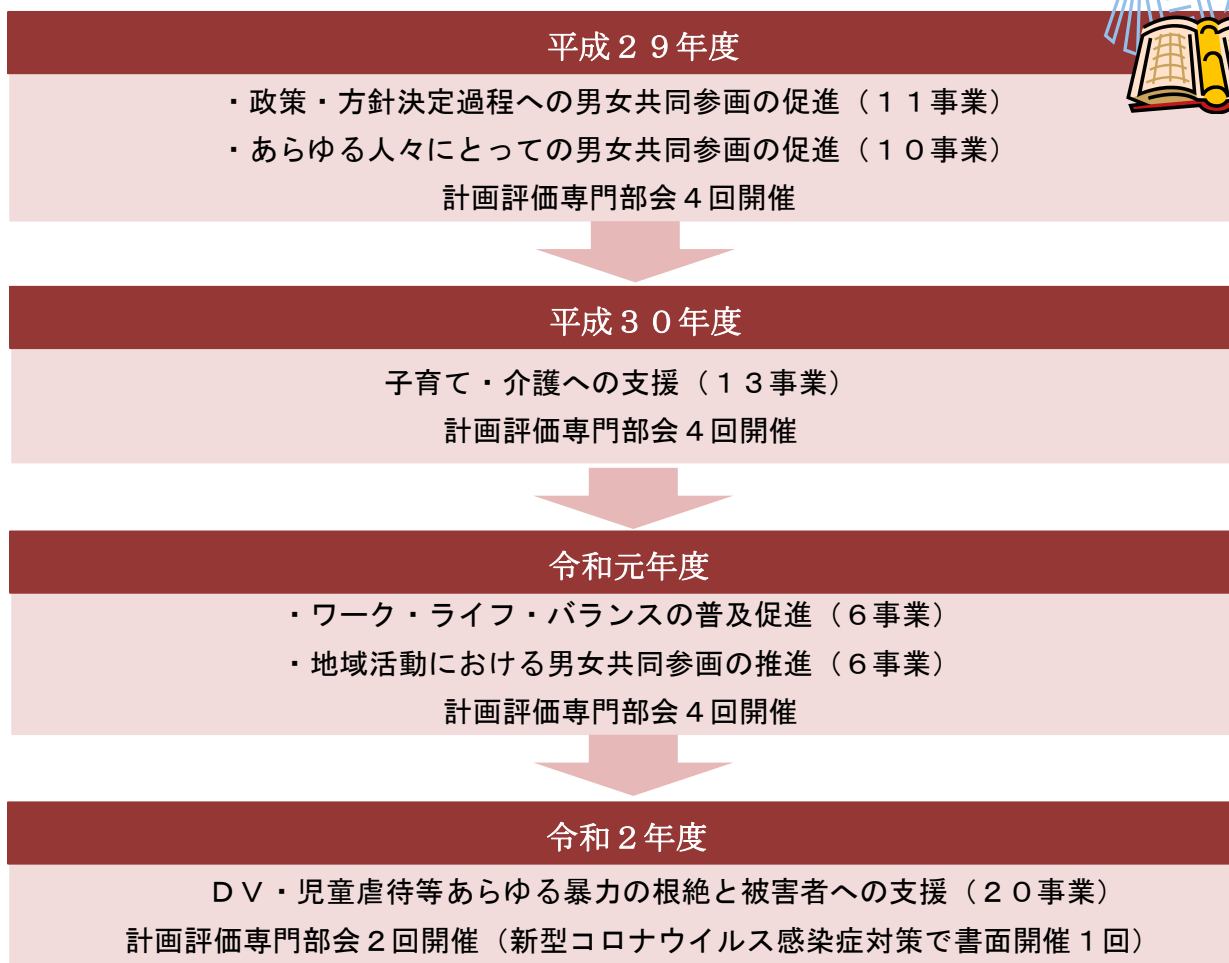 平成２９年度
・政策・方針決定過程への男女共同参画の促進（１１事業）
・あらゆる人々にとっての男女共同参画の促進（１０事業）
計画評価専門部会４回開催
平成３０年度
子育て・介護への支援（１３事業）
計画評価専門部会４回開催
令和元年度
・ワーク・ライフ・バランスの普及促進（６事業）
・地域活動における男女共同参画の推進（６事業）
計画評価専門部会４回開催
令和２年度
ＤＶ・児童虐待等あらゆる暴力の根絶と被害者への支援（２０事業）
計画評価専門部会２回開催（新型コロナウイルス感染症対策で書面開催１回）